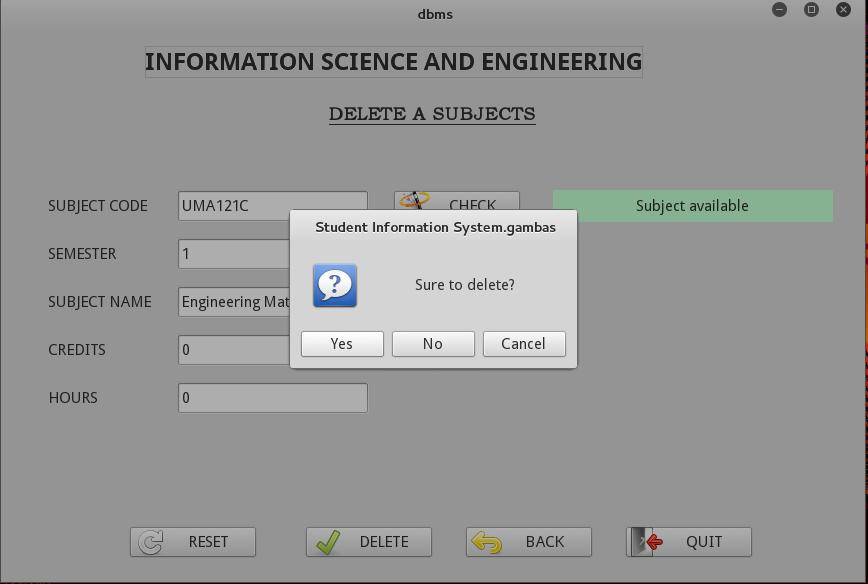 dbms
INFORMATION SCIENCE AND ENGINEERING
DELETE A SUBJECTS
SUBJECT CODE UMA121C CHECK Subject available
Student Information System.gambas
SEMESTER 1
Sure to delete?
SUBJECT NAME Engineering Mat
Yes No Cancel
CREDITS 0
HOURS 0
RESET DELETE BACK QUIT